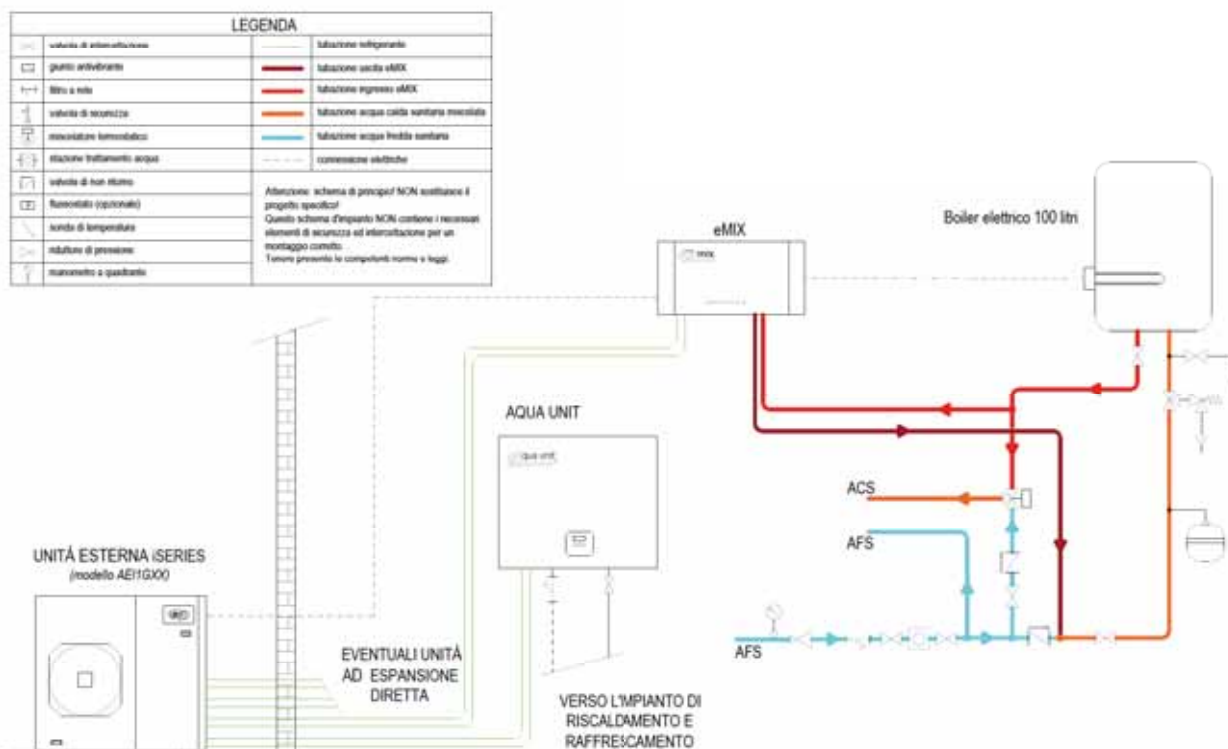 LEGENDA
valvola di intercettazione
tubazione refrigerante
giunto antivibrante
tubazione uscita eMIX
filtro a rete
tubazione ingresso eMIX
valvola di sicurezza
tubazione acqua calda sanitaria miscelata
miscelatore termostatico
tubazione acqua fredda sanitaria
stazione trattamento acqua
connessione elettriche
valvola di non ritorno
flussostato (opzionale)
sonda di temperatura
riduttore di pressione
manometro a quadrante
Attenzione: schema di principio! NON sostituisce il
progetto specifico!
Questo schema d'impianto NON contiene i necessari
elementi di sicurezza ed intercettazione per un
montaggio corretto.
Tenere presente le competenti norme e leggi.
eMIX
mix
Boiler elettrico 100 litri
AQUA UNIT
qua unit
ACS
AFS
AFS
UNITÁ ESTERNA iSERIES
(modello AEI1GXX)
EVENTUALI UNITÁ
AD ESPANSIONE
DIRETTA
VERSO L'IMPIANTO DI
RISCALDAMENTO E
RAFFRESCAMENTO